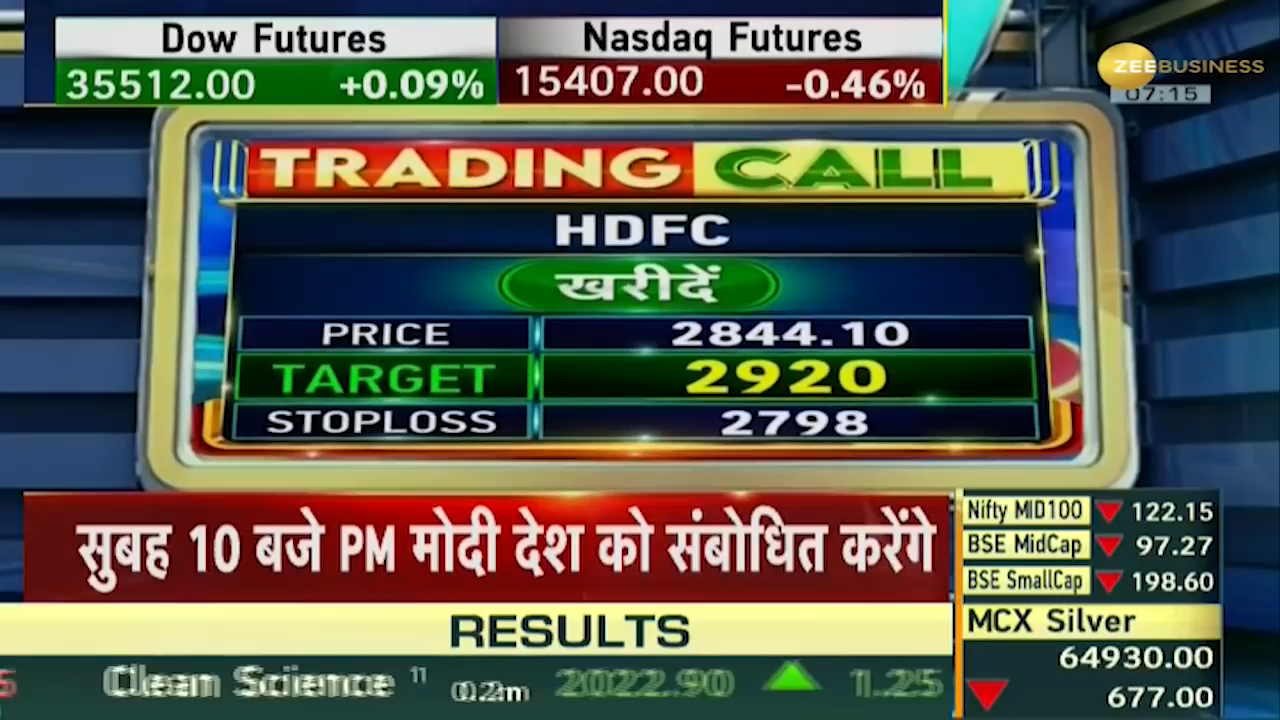 Dow Futures
35512.00 +0.09%
Nasdaq Futures
15407.00 -0.46%
ZEEBUSINESS
07:15
TRADING CALL
HDFC
खरीदें
PRICE 2844.10
TARGET 2920
STOPLOSS 2798
सुबह 10 बजे PM मोदी देश को संबोधित करेंगे
RESULTS
Clean Science 2022.90 1.25
Nifty MID100 122.15
BSE MidCap 97.27
BSE SmallCap 198.60
MCX Silver
64930.00
677.00